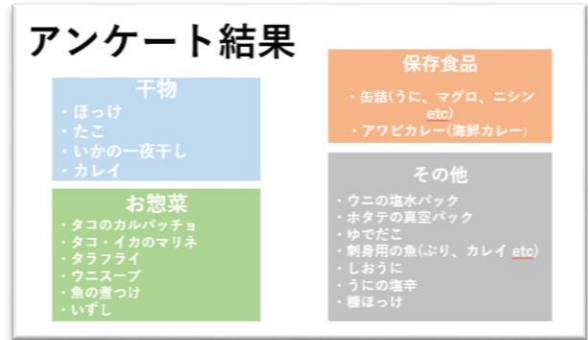 アンケート結果
干物
・ほっけ
・たこ
・いかの一夜干し
・カレイ
お惣菜
・タコのカルパッチョ
・タコ・イカのマリネ
・タラフライ
・ウニスープ
・魚の煮つけ
・いずし
保存食品
・缶詰(うに、マグロ、ニシン
etc)
・アワビカレー(海鮮カレー)
その他
・ウニの塩水パック
・ホタテの真空パック
・ゆでだこ
・刺身用の魚(ぶり、カレイ etc)
・しおうに
・うにの塩辛
・糠ほっけ